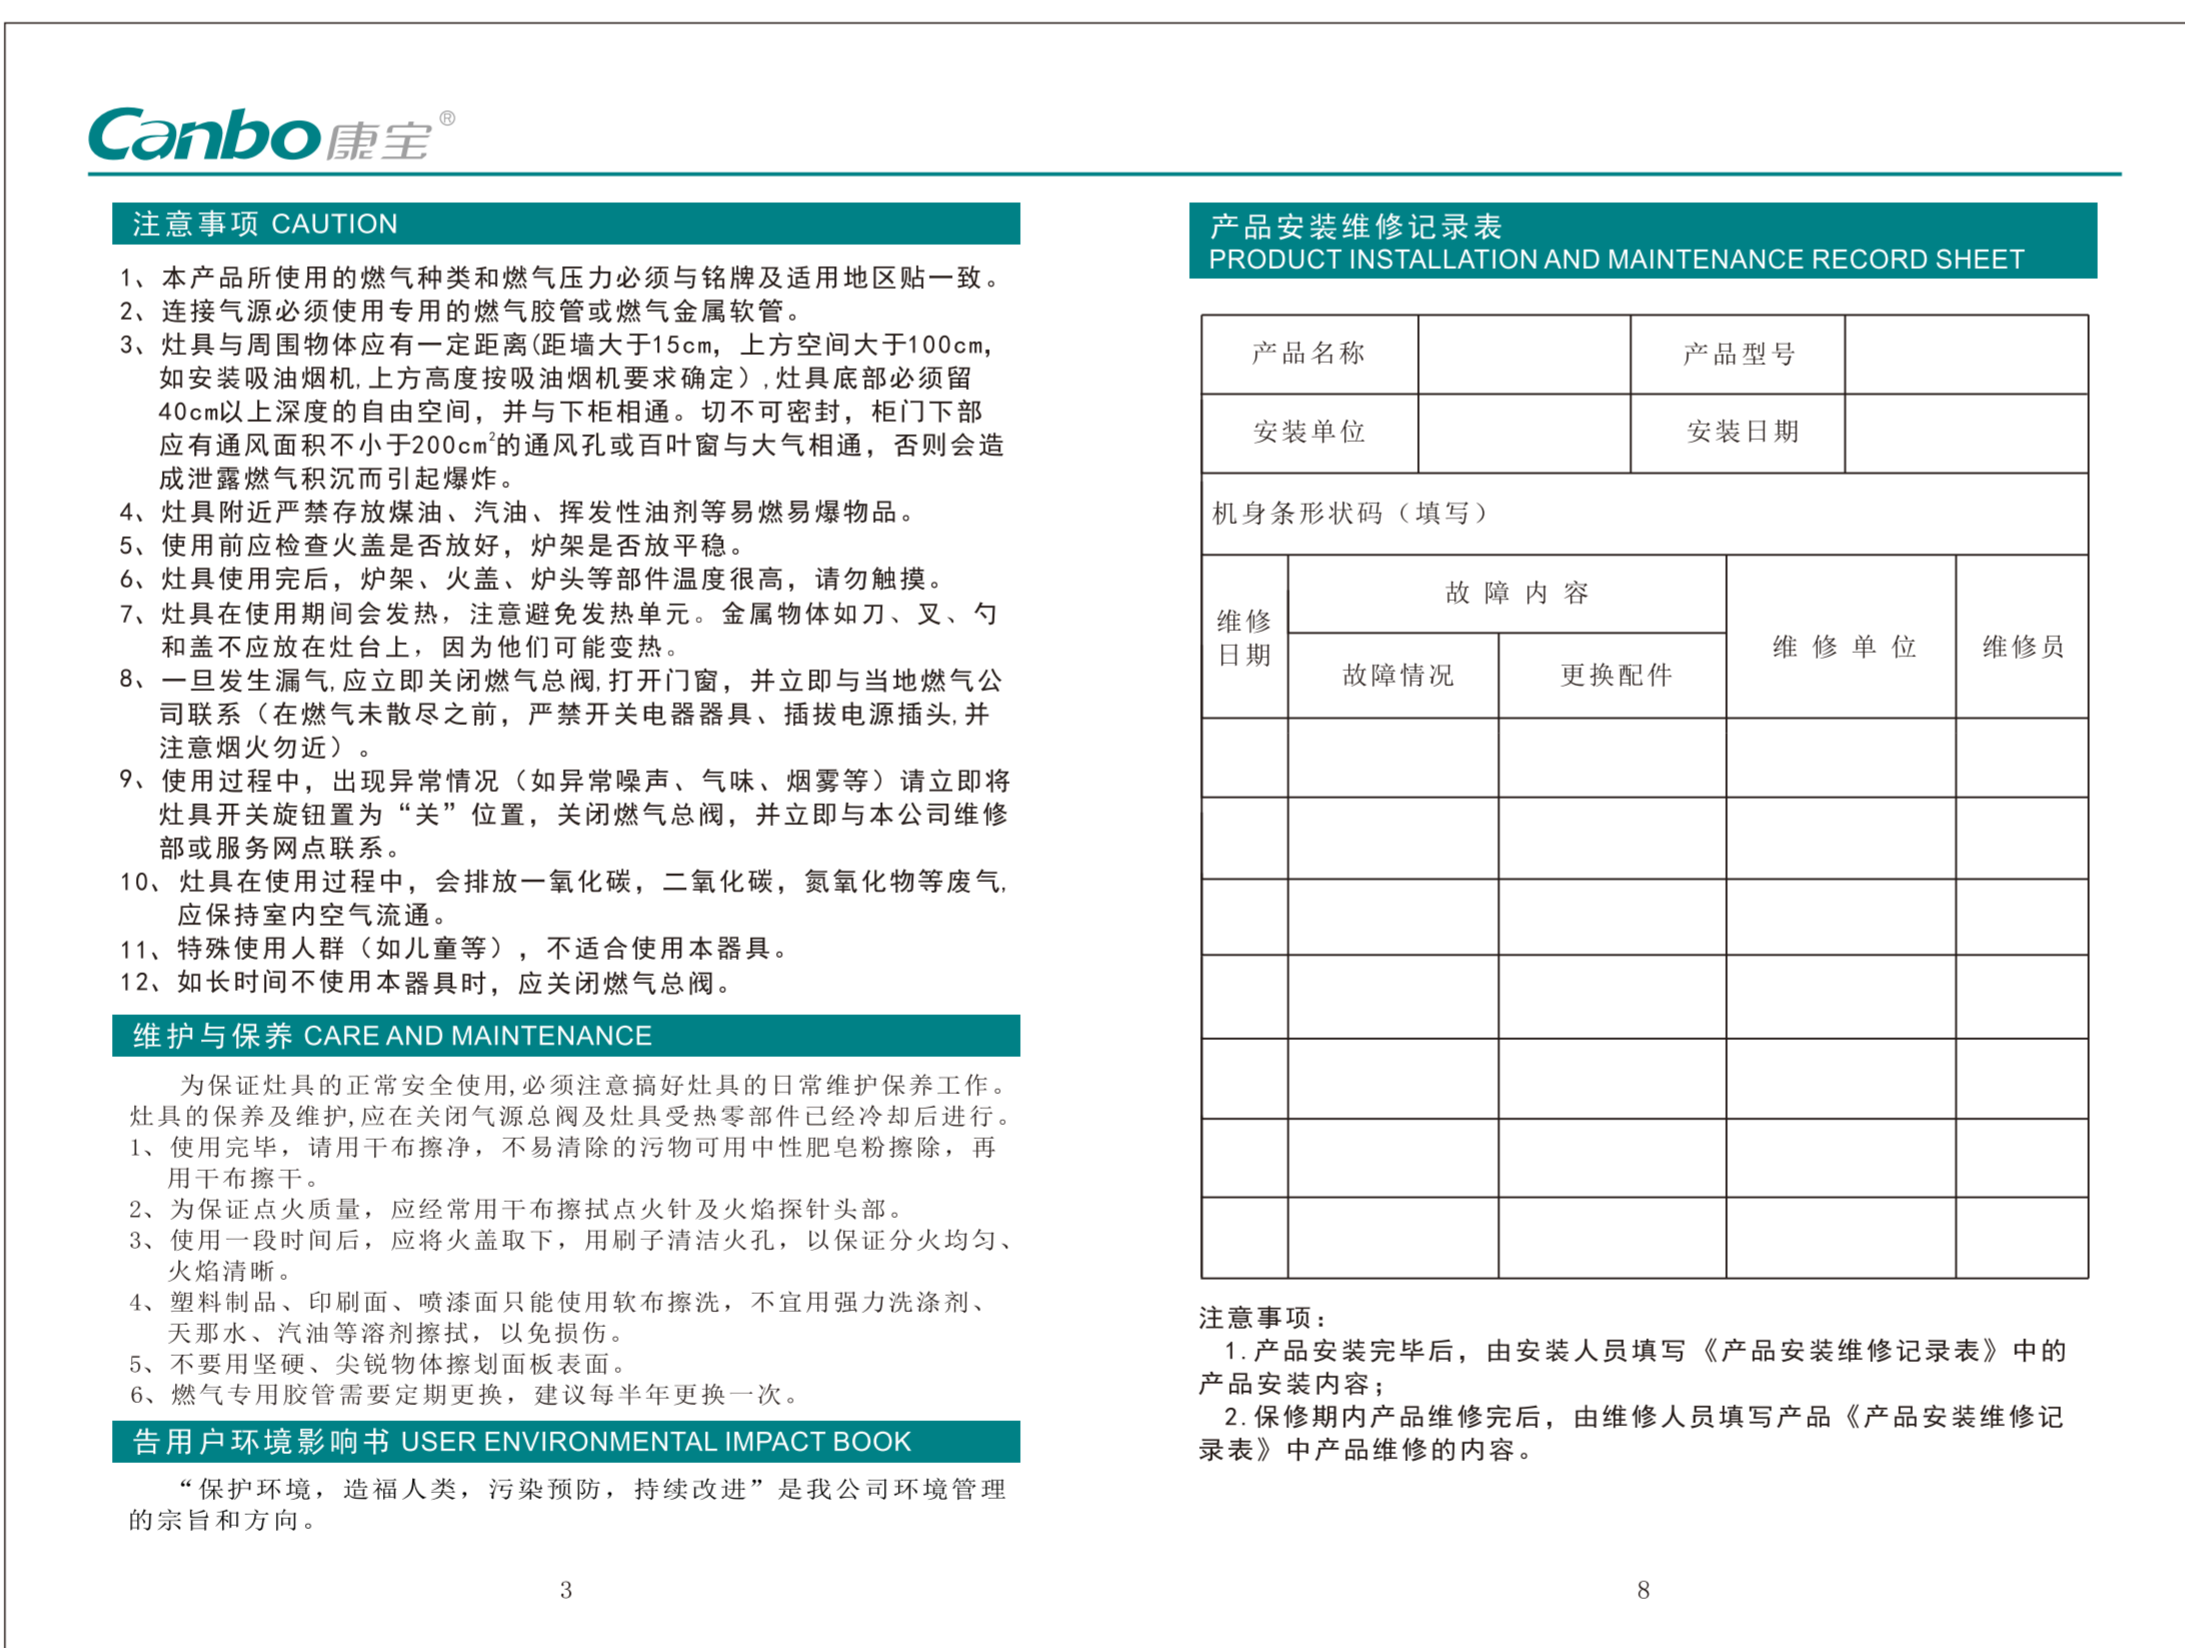 Canbo康宝®
注意事项 CAUTION
1、本产品所使用的燃气种类和燃气压力必须与铭牌及适用地区贴一致。
2、连接气源必须使用专用的燃气胶管或燃气金属软管。
3、灶具与周围物体应有一定距离(距墙大于15cm，上方空间大于100cm，
如安装吸油烟机,上方高度按吸油烟机要求确定）,灶具底部必须留
40cm以上深度的自由空间，并与下柜相通。切不可密封，柜门下部
应有通风面积不小于200cm²的通风孔或百叶窗与大气相通，否则会造
成泄露燃气积沉而引起爆炸。
4、灶具附近严禁存放煤油、汽油、挥发性油剂等易燃易爆物品。
5、使用前应检查火盖是否放好，炉架是否放平稳。
6、灶具使用完后，炉架、火盖、炉头等部件温度很高，请勿触摸。
7、灶具在使用期间会发热，注意避免发热单元。金属物体如刀、叉、勺
和盖不应放在灶台上，因为他们可能变热。
8、一旦发生漏气,应立即关闭燃气总阀,打开门窗，并立即与当地燃气公
司联系（在燃气未散尽之前，严禁开关电器器具、插拔电源插头,并
注意烟火勿近）。
9、使用过程中，出现异常情况（如异常噪声、气味、烟雾等）请立即将
灶具开关旋钮置为“关”位置，关闭燃气总阀，并立即与本公司维修
部或服务网点联系。
10、灶具在使用过程中，会排放一氧化碳，二氧化碳，氮氧化物等废气,
应保持室内空气流通。
11、特殊使用人群（如儿童等），不适合使用本器具。
12、如长时间不使用本器具时，应关闭燃气总阀。
维护与保养 CARE AND MAINTENANCE
为保证灶具的正常安全使用,必须注意搞好灶具的日常维护保养工作。
灶具的保养及维护,应在关闭气源总阀及灶具受热零部件已经冷却后进行。
1、使用完毕，请用干布擦净，不易清除的污物可用中性肥皂粉擦除，再
用干布擦干。
2、为保证点火质量，应经常用干布擦拭点火针及火焰探针头部。
3、使用一段时间后，应将火盖取下，用刷子清洁火孔，以保证分火均匀、
火焰清晰。
4、塑料制品、印刷面、喷漆面只能使用软布擦洗，不宜用强力洗涤剂、
天那水、汽油等溶剂擦拭，以免损伤。
5、不要用坚硬、尖锐物体擦划面板表面。
6、燃气专用胶管需要定期更换，建议每半年更换一次。
告用户环境影响书 USER ENVIRONMENTAL IMPACT BOOK
“保护环境，造福人类，污染预防，持续改进”是我公司环境管理
的宗旨和方向。
3
产品安装维修记录表
PRODUCT INSTALLATION AND MAINTENANCE RECORD SHEET
产品名称 产品型号
安装单位 安装日期
机身条形状码（填写）
维修日期 故障内容 维修单位 维修员
故障情况 更换配件
注意事项：
1.产品安装完毕后，由安装人员填写《产品安装维修记录表》中的
产品安装内容；
2.保修期内产品维修完后，由维修人员填写产品《产品安装维修记
录表》中产品维修的内容。
8